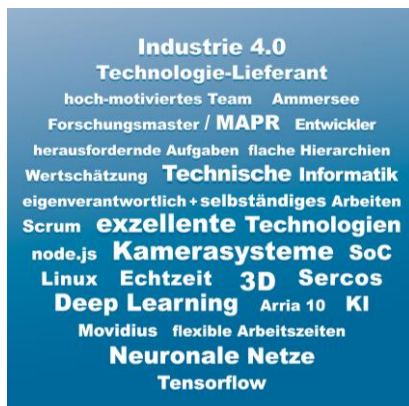 Industrie 4.0
Technologie-Lieferant
hoch-motiviertes Team Ammersee
Forschungsmaster / MAPR Entwickler
herausfordernde Aufgaben flache Hierarchien
Wertschätzung Technische Informatik
eigenverantwortlich + selbständiges Arbeiten
Scrum exzellente Technologien
node.js Kamerasysteme SoC
Linux Echtzeit 3D Sercos
Deep Learning Arria 10 KI
Movidius flexible Arbeitszeiten
Neuronale Netze
Tensorflow